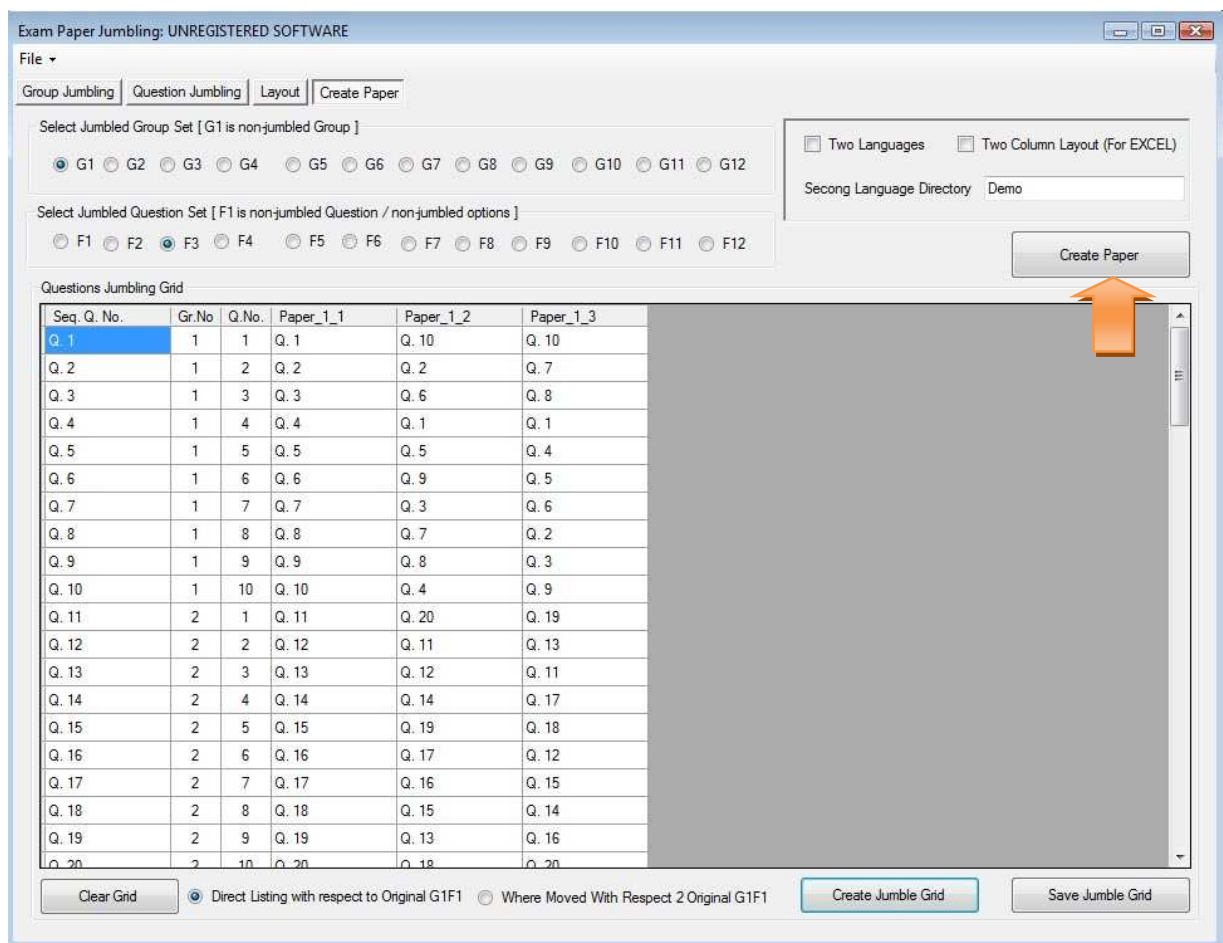 Exam Paper Jumbling: UNREGISTERED SOFTWARE
File
Group Jumbling Question Jumbling Layout Create Paper
Select Jumbled Group Set [ G1 is non-jumbled Group ]
G1 G2 G3 G4 G5 G6 G7 G8 G9 G10 G11 G12
Two Languages Two Column Layout (For EXCEL)
Secong Language Directory Demo
Select Jumbled Question Set [ F1 is non-jumbled Question / non-jumbled options ]
F1 F2 F3 F4 F5 F6 F7 F8 F9 F10 F11 F12
Create Paper
Questions Jumbling Grid
Seq. Q. No. Gr.No Q.No. Paper_1_1 Paper_1_2 Paper_1_3
Q. 1 1 1 Q. 1 Q. 10 Q. 10
Q. 2 1 2 Q. 2 Q. 2 Q. 7
Q. 3 1 3 Q. 3 Q. 6 Q. 8
Q. 4 1 4 Q. 4 Q. 1 Q. 1
Q. 5 1 5 Q. 5 Q. 5 Q. 4
Q. 6 1 6 Q. 6 Q. 9 Q. 5
Q. 7 1 7 Q. 7 Q. 3 Q. 6
Q. 8 1 8 Q. 8 Q. 7 Q. 2
Q. 9 1 9 Q. 9 Q. 8 Q. 3
Q. 10 1 10 Q. 10 Q. 4 Q. 9
Q. 11 2 1 Q. 11 Q. 20 Q. 19
Q. 12 2 2 Q. 12 Q. 11 Q. 13
Q. 13 2 3 Q. 13 Q. 12 Q. 11
Q. 14 2 4 Q. 14 Q. 14 Q. 17
Q. 15 2 5 Q. 15 Q. 19 Q. 18
Q. 16 2 6 Q. 16 Q. 17 Q. 12
Q. 17 2 7 Q. 17 Q. 16 Q. 15
Q. 18 2 8 Q. 18 Q. 15 Q. 14
Q. 19 2 9 Q. 19 Q. 13 Q. 16
Q. 20 2 10 Q. 20 Q. 18 Q. 20
Clear Grid Direct Listing with respect to Original G1F1 Where Moved With Respect 2 Original G1F1 Create Jumble Grid Save Jumble Grid